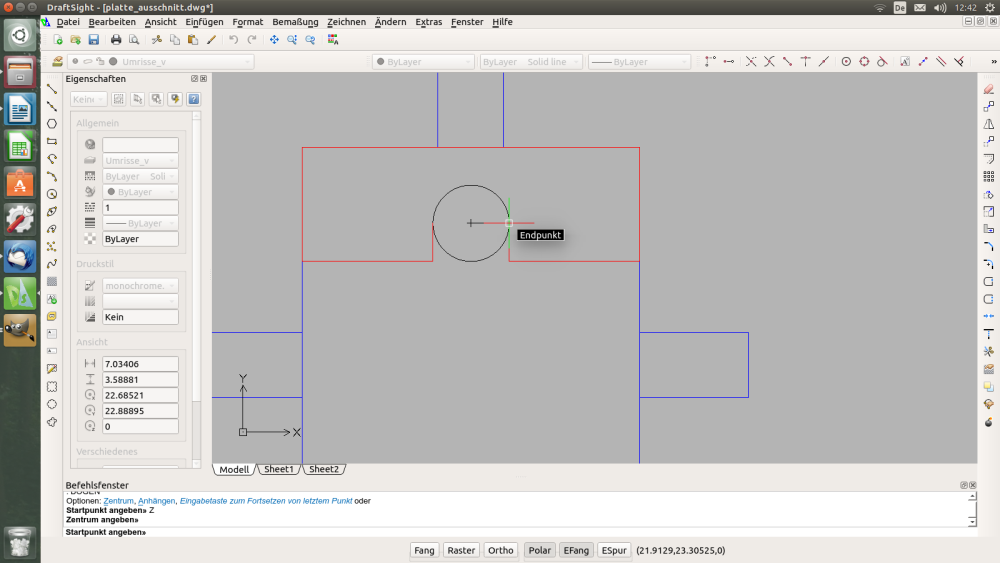 DraftSight - [platte_ausschnitt.dwg*]
De
12:42
Datei Bearbeiten Ansicht Einfügen Format Bemaßung Zeichnen Ändern Extras Fenster Hilfe
Umrisse_v
ByLayer
ByLayer Solid line
ByLayer
Eigenschaften
Allgemein
Umrisse_v
ByLayer Soli
ByLayer
1
ByLayer
ByLayer
Druckstil
monochrome.
Kein
Ansicht
7.03406
3.58881
22.68521
22.88895
0
Verschiedenes
Endpunkt
Y
X
Modell Sheet1 Sheet2
Befehlsfenster
: BOGEN
Optionen: Zentrum, Anhängen, Eingabetaste zum Fortsetzen von letztem Punkt oder
Startpunkt angeben» Z
Zentrum angeben»
Startpunkt angeben»
Fang Raster Ortho Polar EFang ESpur (21.9129,23.30525,0)